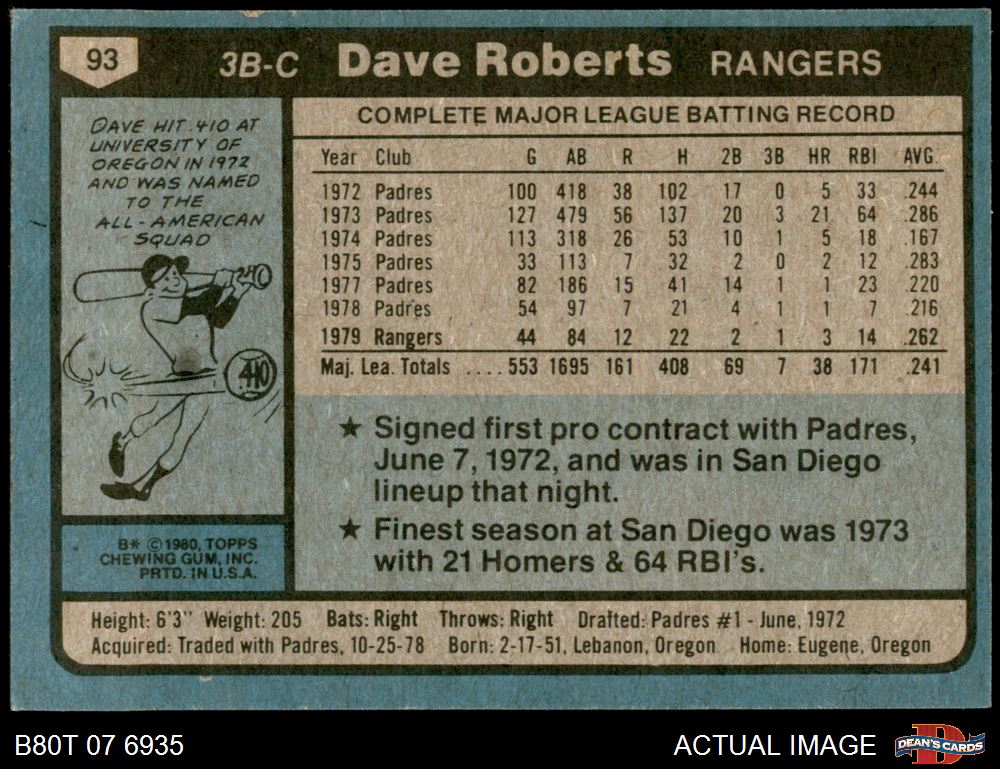 93 3B-C Dave Roberts RANGERS
DAVE HIT .410 AT
UNIVERSITY OF
OREGON IN 1972
AND WAS NAMED
TO THE
ALL-AMERICAN
SQUAD
.410
B* © 1980, TOPPS
CHEWING GUM, INC.
PRTD. IN U.S.A.
COMPLETE MAJOR LEAGUE BATTING RECORD
Year Club G AB R H 2B 3B HR RBI AVG.
1972 Padres 100 418 38 102 17 0 5 33 .244
1973 Padres 127 479 56 137 20 3 21 64 .286
1974 Padres 113 318 26 53 10 1 5 18 .167
1975 Padres 33 113 7 32 2 0 2 12 .283
1977 Padres 82 186 15 41 14 1 1 23 .220
1978 Padres 54 97 7 21 4 1 1 7 .216
1979 Rangers 44 84 12 22 2 1 3 14 .262
Maj. Lea. Totals .... 553 1695 161 408 69 7 38 171 .241
★ Signed first pro contract with Padres,
June 7, 1972, and was in San Diego
lineup that night.
★ Finest season at San Diego was 1973
with 21 Homers & 64 RBI's.
Height: 6'3" Weight: 205 Bats: Right Throws: Right Drafted: Padres #1 - June, 1972
Acquired: Traded with Padres, 10-25-78 Born: 2-17-51, Lebanon, Oregon Home: Eugene, Oregon
B80T 07 6935 ACTUAL IMAGE DEAN'S CARDS